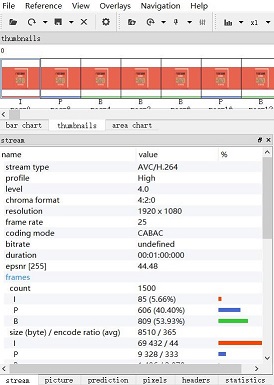 File Reference View Overlays Navigation Help
x1
thumbnails
0
I P B B B P B
bar chart thumbnails area chart
stream
name value %
stream type AVC/H.264
profile High
level 4.0
chroma format 4:2:0
resolution 1920 x 1080
frame rate 25
coding mode CABAC
bitrate undefined
duration 00:01:00:000
epsnr [255] 44.48
frames
count 1500
I 85 (5.66%)
P 606 (40.40%)
B 809 (53.93%)
size (byte) / encode ratio (avg) 8510 / 365
I 69 432 / 44
P 9 328 / 333
stream picture prediction pixels headers statistics